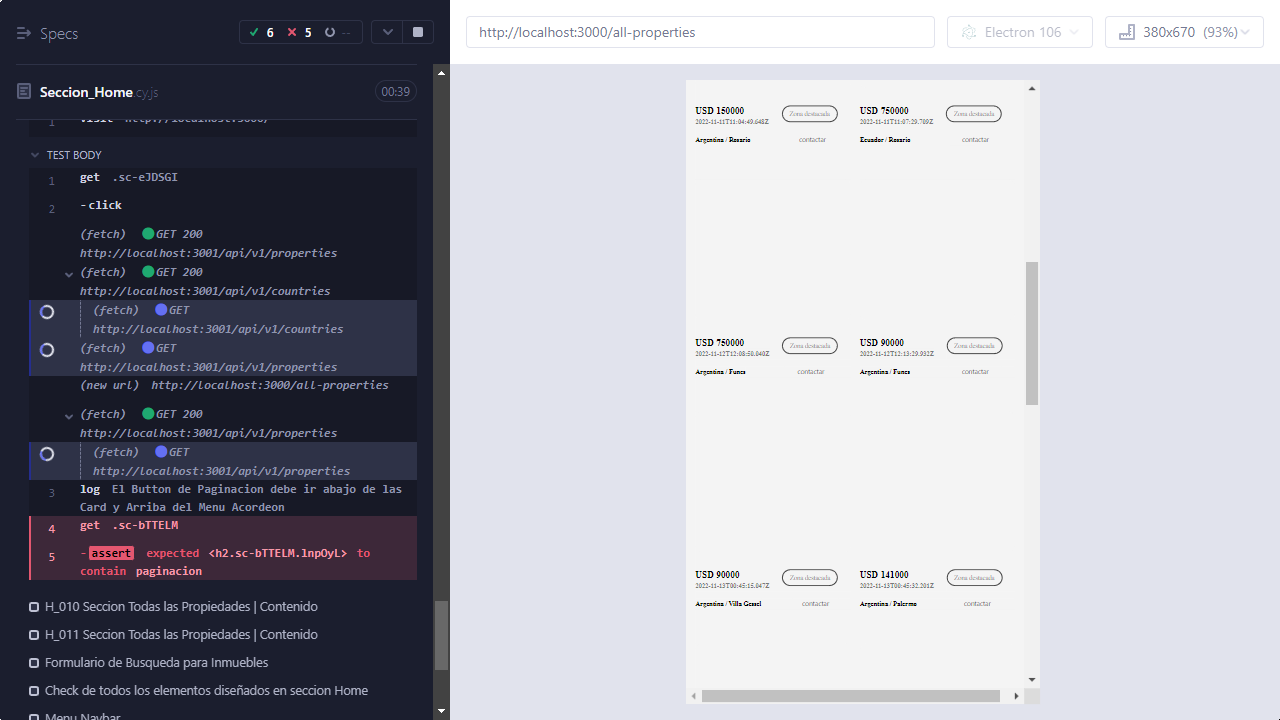 Specs
6 5 --
Seccion_Home.cy.js
00:39
1 visit http://localhost:3000/
TEST BODY
1 get .sc-eJDSGI
2 -click
(fetch) GET 200
http://localhost:3001/api/v1/properties
(fetch) GET 200
http://localhost:3001/api/v1/countries
(fetch) GET
http://localhost:3001/api/v1/countries
(fetch) GET
http://localhost:3001/api/v1/properties
(new url) http://localhost:3000/all-properties
(fetch) GET 200
http://localhost:3001/api/v1/properties
(fetch) GET
http://localhost:3001/api/v1/properties
3 log El Button de Paginacion debe ir abajo de las
Card y Arriba del Menu Acordeon
4 get .sc-bTTELM
5 -assert expected <h2.sc-bTTELM.lnpOyL> to
contain paginacion
H_010 Seccion Todas las Propiedades | Contenido
H_011 Seccion Todas las Propiedades | Contenido
Formulario de Busqueda para Inmuebles
Check de todos los elementos diseñados en seccion Home
Menu Navbar
http://localhost:3000/all-properties
Electron 106
380x670 (93%)
USD 150000 Zona destacada
2022-11-11T11:04:49.648Z
Argentina / Rosario contactar
USD 750000 Zona destacada
2022-11-11T11:07:29.709Z
Ecuador / Rosario contactar
USD 750000 Zona destacada
2022-11-12T12:08:50.040Z
Argentina / Funes contactar
USD 90000 Zona destacada
2022-11-12T12:13:29.932Z
Argentina / Funes contactar
USD 90000 Zona destacada
2022-11-13T00:45:15.047Z
Argentina / Villa Gessel contactar
USD 141000 Zona destacada
2022-11-13T00:45:32.201Z
Argentina / Palermo contactar